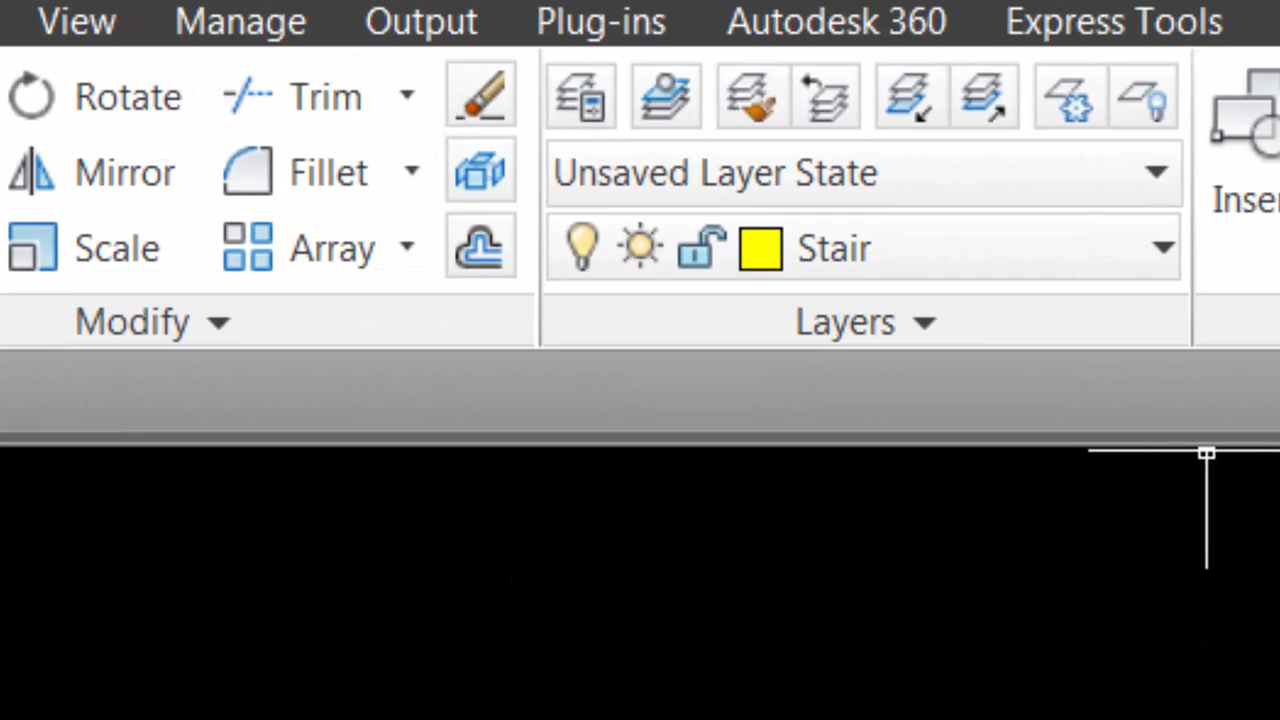 View Manage Output Plug-ins Autodesk 360 Express Tools
Rotate Trim
Mirror Fillet
Scale Array
Modify
Unsaved Layer State
Stair
Layers